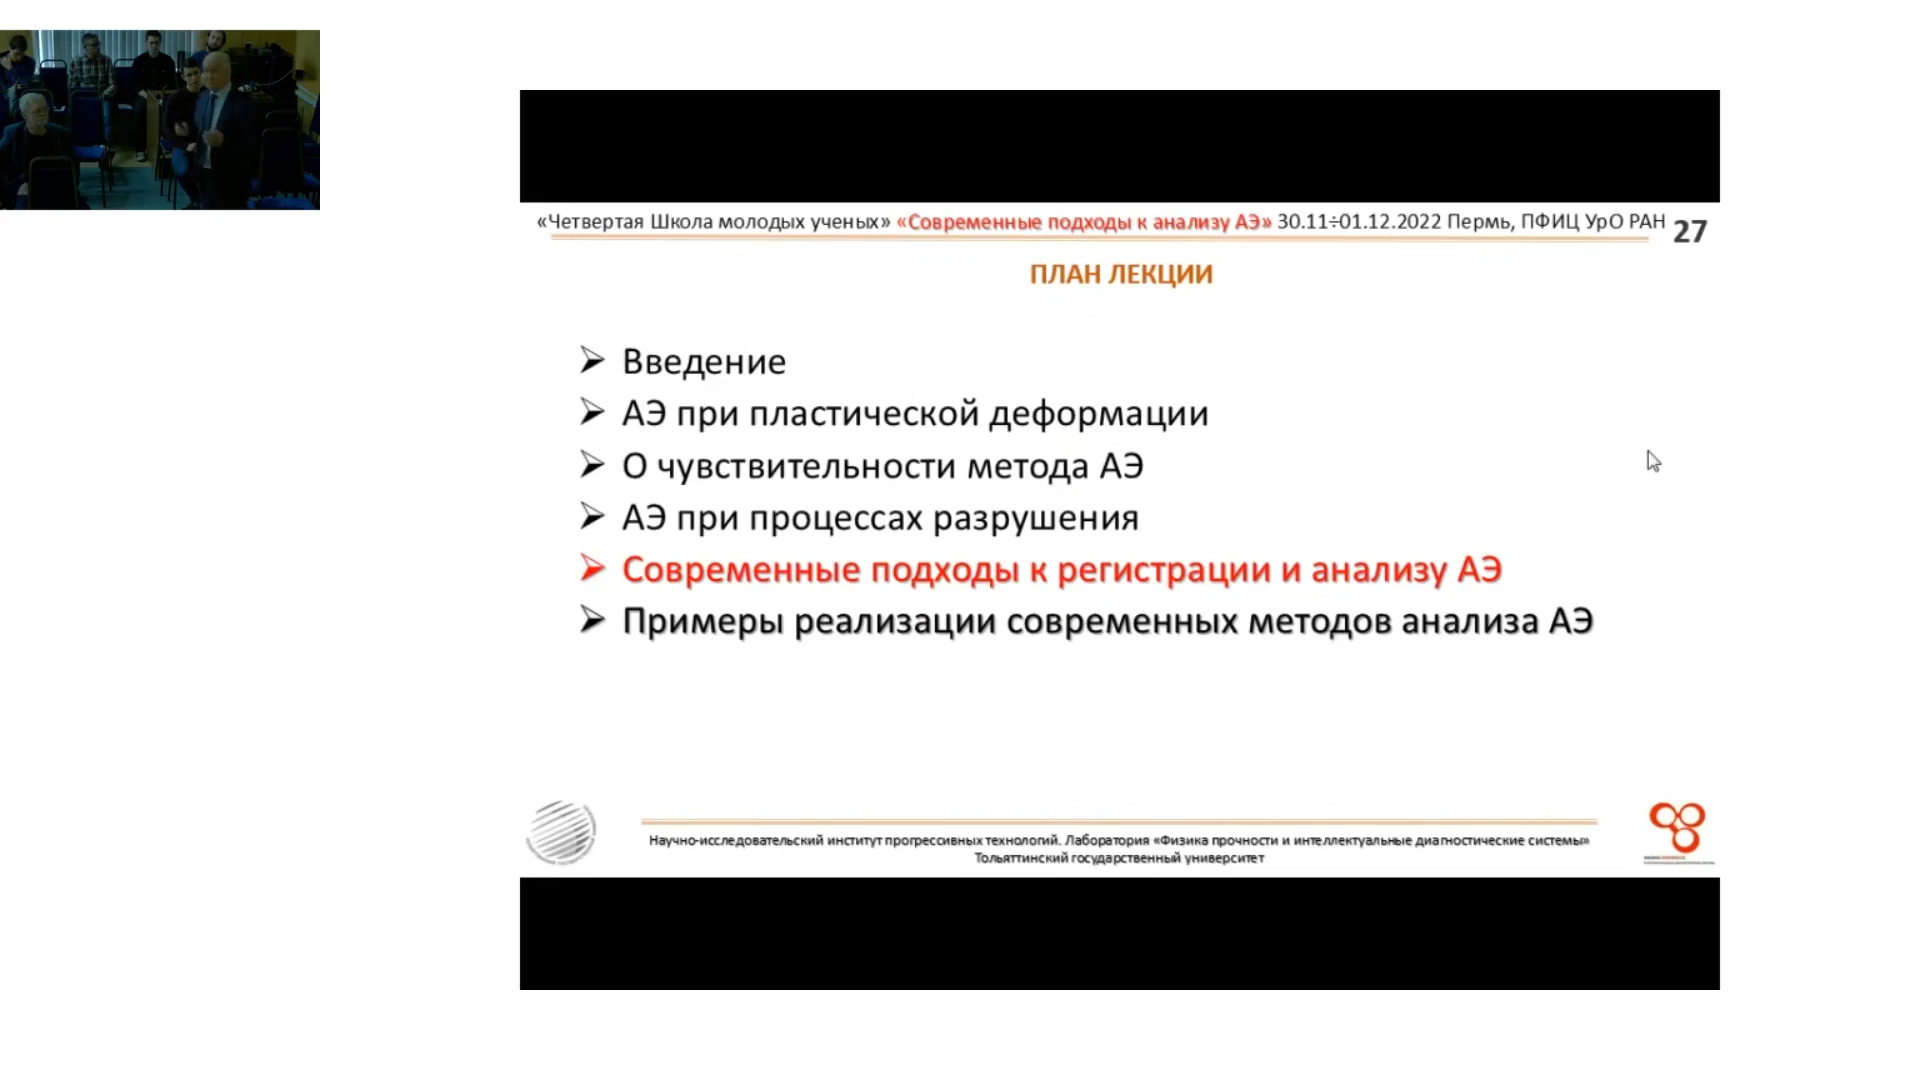 «Четвертая Школа молодых ученых» «Современные подходы к анализу АЭ» 30.11÷01.12.2022 Пермь, ПФИЦ УрО РАН 27
ПЛАН ЛЕКЦИИ
➢ Введение
➢ АЭ при пластической деформации
➢ О чувствительности метода АЭ
➢ АЭ при процессах разрушения
➢ Современные подходы к регистрации и анализу АЭ
➢ Примеры реализации современных методов анализа АЭ
Научно-исследовательский институт прогрессивных технологий. Лаборатория «Физика прочности и интеллектуальные диагностические системы»
Тольяттинский государственный университет